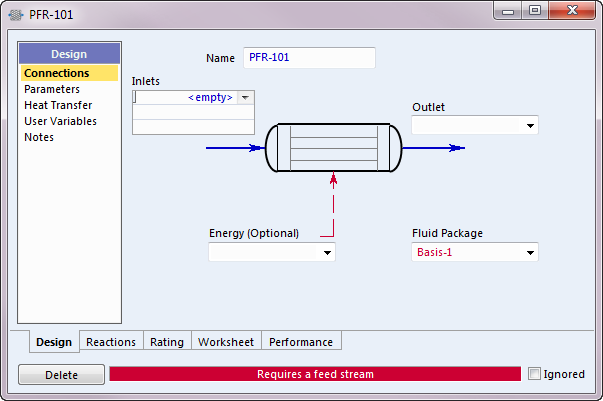 PFR-101
Design
Connections
Parameters
Heat Transfer
User Variables
Notes
Name PFR-101
Inlets
<empty>
Outlet
Energy (Optional)
Fluid Package
Basis-1
Design Reactions Rating Worksheet Performance
Delete Requires a feed stream Ignored